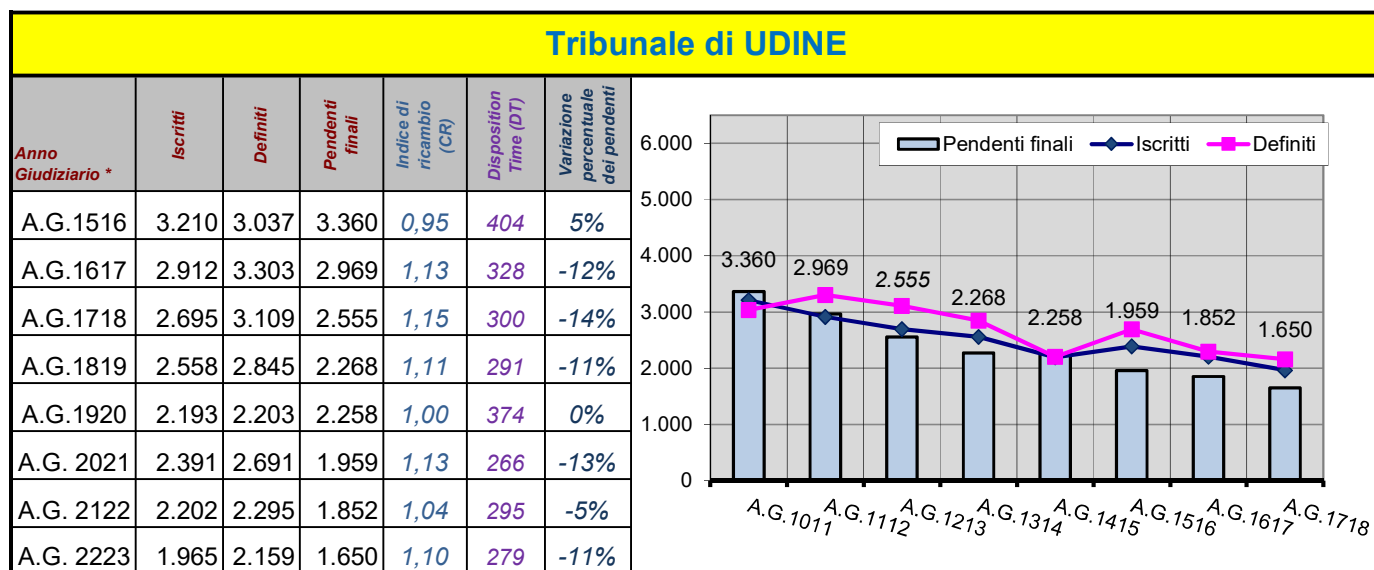 Tribunale di UDINE
Anno Giudiziario * Iscritti Definiti Pendenti finali Indice di ricambio (CR) Disposition Time (DT) Variazione percentuale dei pendenti
A.G.1516 3.210 3.037 3.360 0,95 404 5%
A.G.1617 2.912 3.303 2.969 1,13 328 -12%
A.G.1718 2.695 3.109 2.555 1,15 300 -14%
A.G.1819 2.558 2.845 2.268 1,11 291 -11%
A.G.1920 2.193 2.203 2.258 1,00 374 0%
A.G. 2021 2.391 2.691 1.959 1,13 266 -13%
A.G. 2122 2.202 2.295 1.852 1,04 295 -5%
A.G. 2223 1.965 2.159 1.650 1,10 279 -11%
Pendenti finali Iscritti Definiti
6.000
5.000
4.000
3.000
2.000
1.000
0
3.360 2.969 2.555 2.268 2.258 1.959 1.852 1.650
A.G.1011 A.G.1112 A.G.1213 A.G.1314 A.G.1415 A.G.1516 A.G.1617 A.G.1718